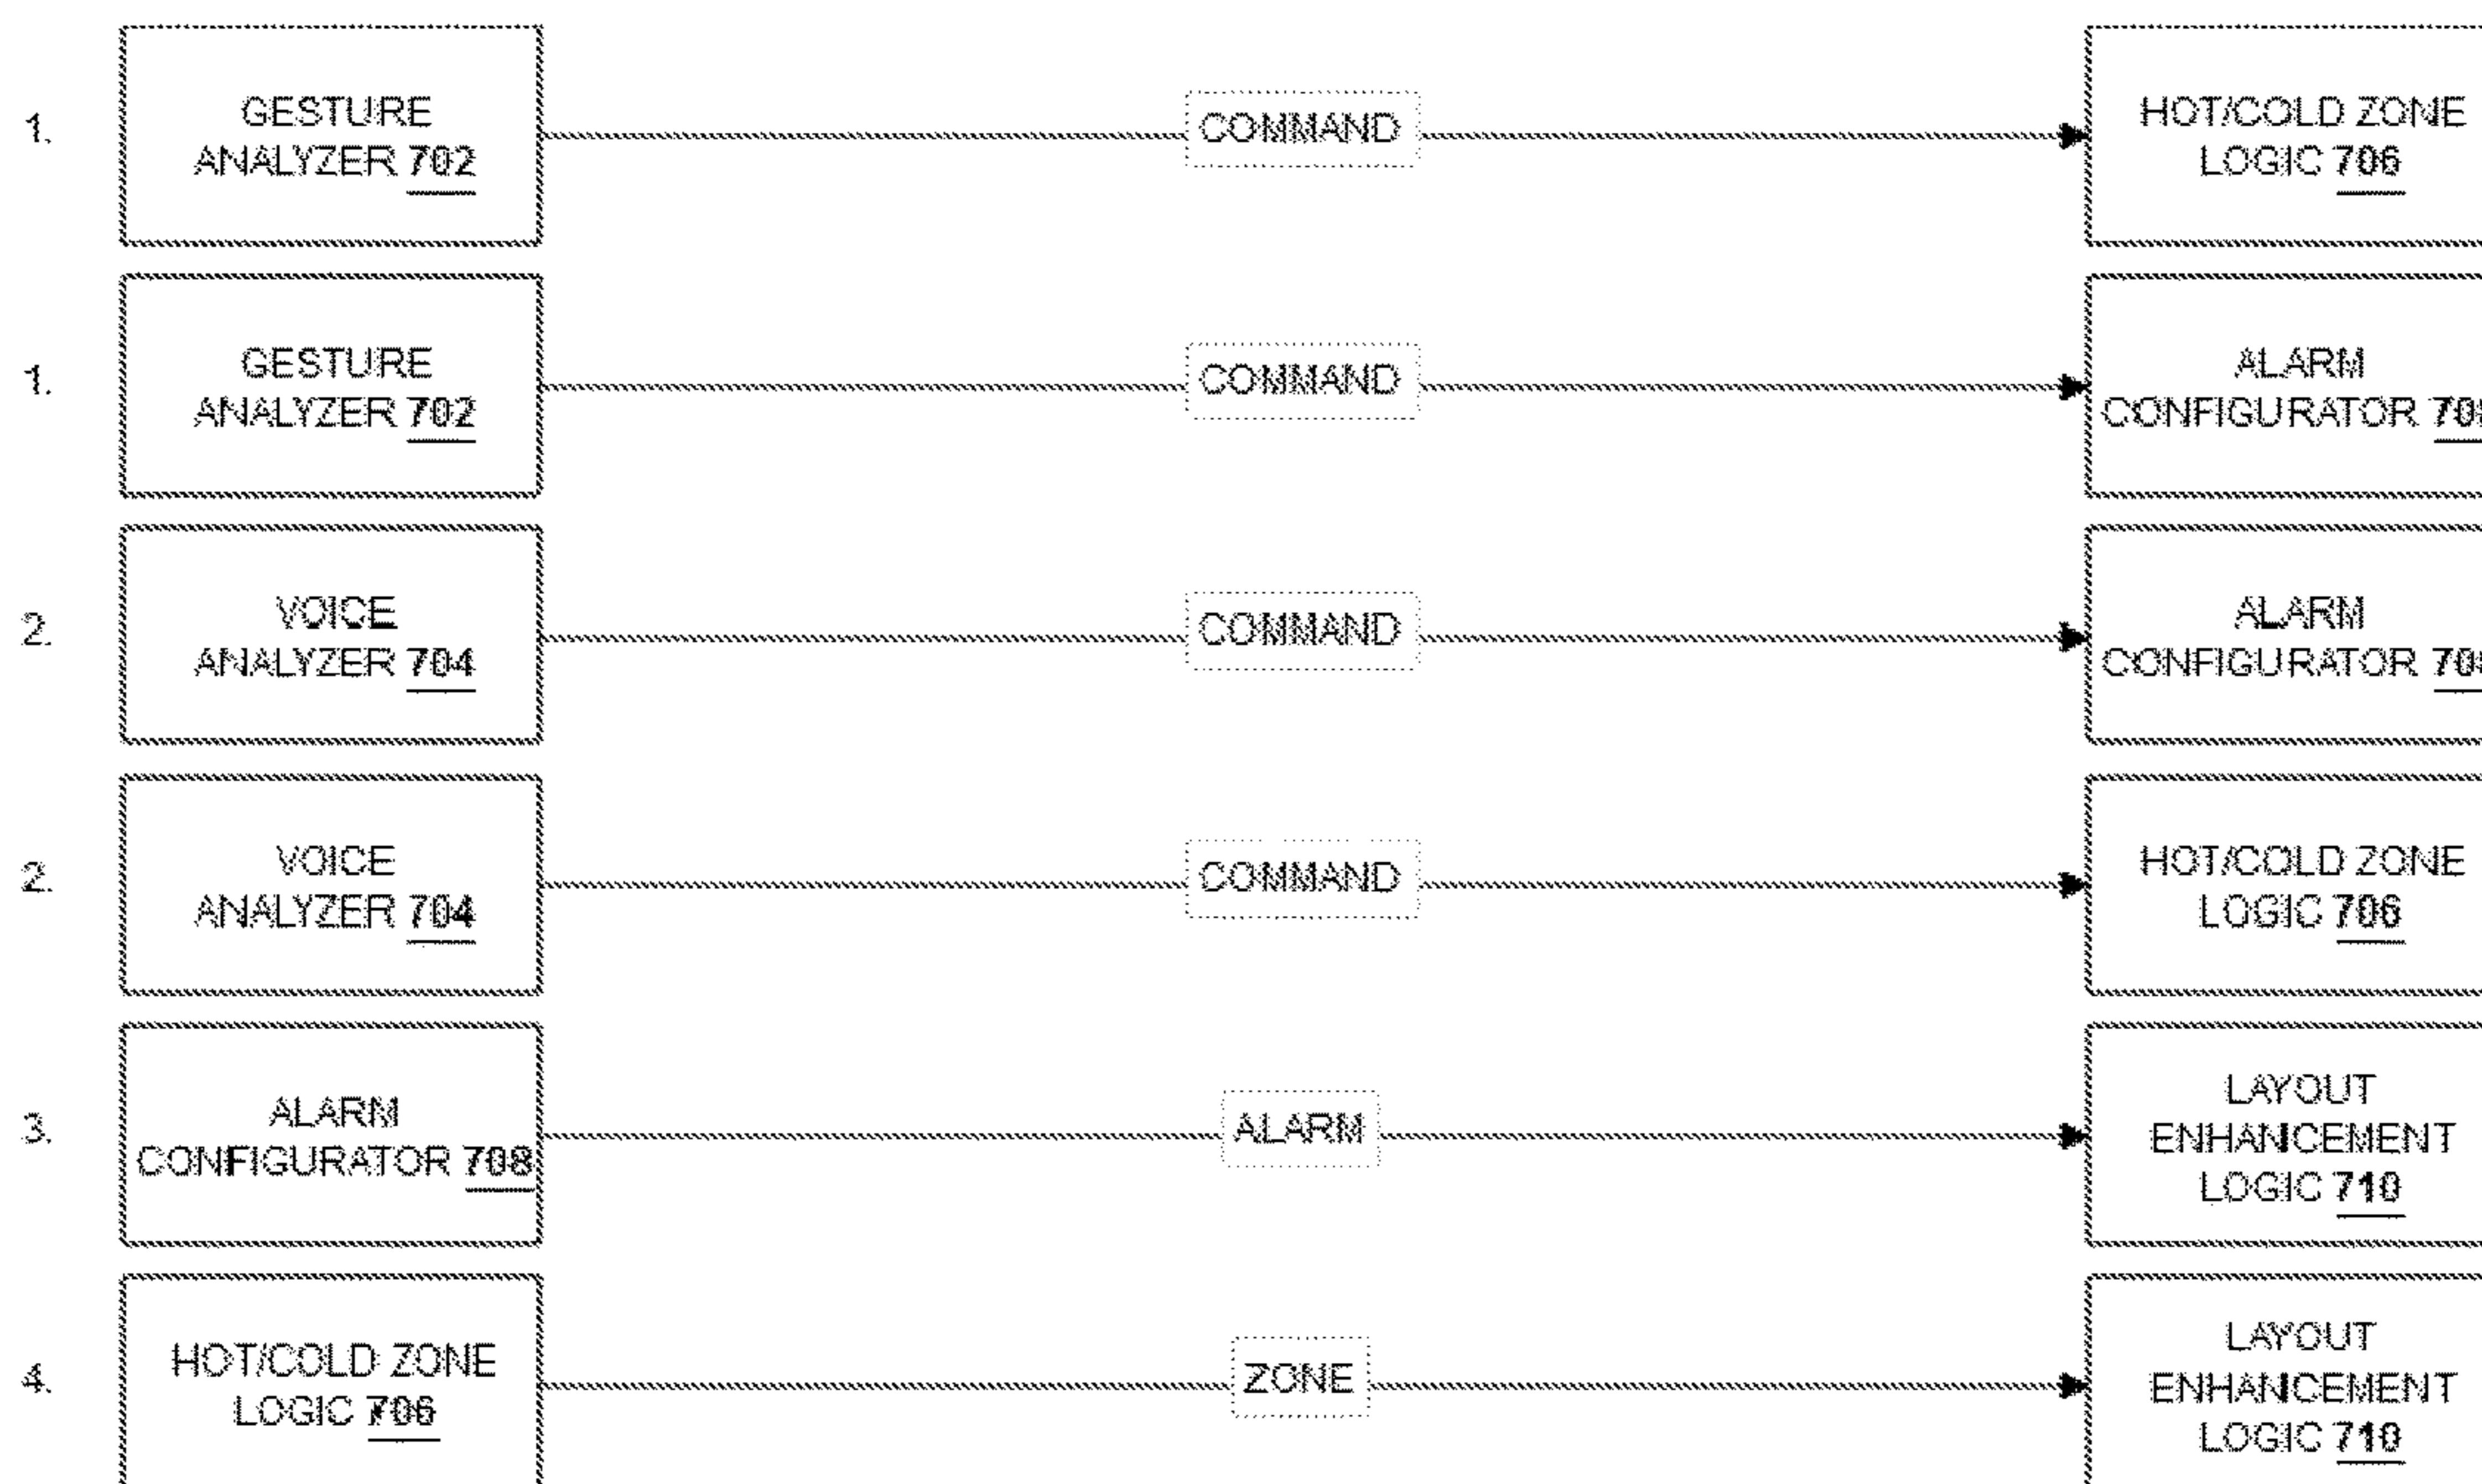 1.
GESTURE
ANALYZER 702
COMMAND
HOT/COLD ZONE
LOGIC 706
1.
GESTURE
ANALYZER 702
COMMAND
ALARM
CONFIGURATOR
2.
VOICE
ANALYZER 704
COMMAND
ALARM
CONFIGURATOR
2.
VOICE
ANALYZER 704
COMMAND
HOT/COLD ZONE
LOGIC 706
3.
ALARM
CONFIGURATOR 708
ALARM
LAYOUT
ENHANCEMENT
LOGIC 710
4.
HOT/COLD ZONE
LOGIC 706
ZONE
LAYOUT
ENHANCEMENT
LOGIC 710